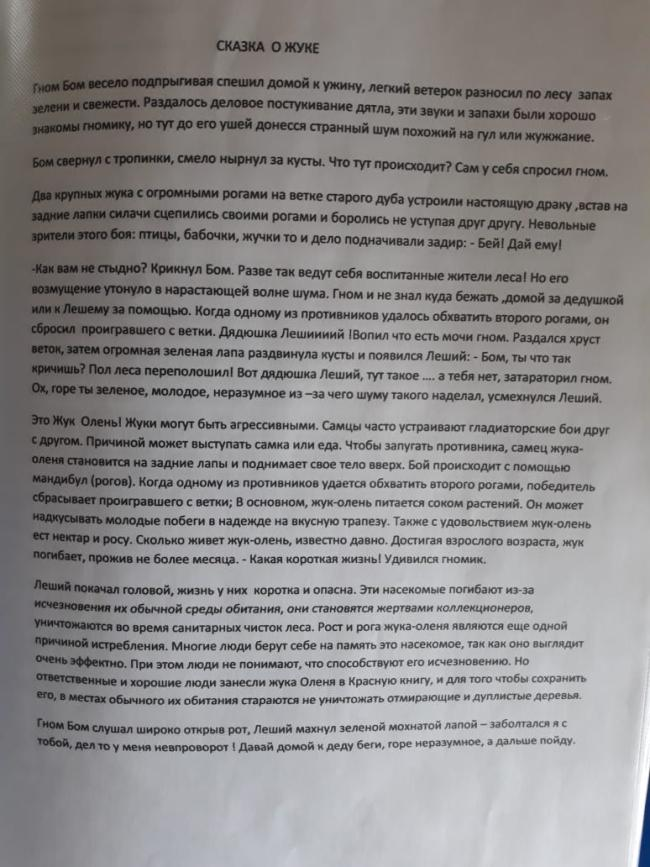 СКАЗКА О ЖУКЕ
Гном Бом весело подпрыгивая спешил домой к ужину, легкий ветерок разносил по лесу запах
зелени и свежести. Раздалось деловое постукивание дятла, эти звуки и запахи были хорошо
знакомы гномику, но тут до его ушей донесся странный шум похожий на гул или жужжание.
Бом свернул с тропинки, смело нырнул за кусты. Что тут происходит? Сам у себя спросил гном.
Два крупных жука с огромными рогами на ветке старого дуба устроили настоящую драку ,встав на
задние лапки силачи сцепились своими рогами и боролись не уступая друг другу. Невольные
зрители этого боя: птицы, бабочки, жучки то и дело подначивали задир: - Бей! Дай ему!
-Как вам не стыдно? Крикнул Бом. Разве так ведут себя воспитанные жители леса! Но его
возмущение утонуло в нарастающей волне шума. Гном и не знал куда бежать ,домой за дедушкой
или к Лешему за помощью. Когда одному из противников удалось обхватить второго рогами, он
сбросил проигравшего с ветки. Дядюшка Лешиииий !Вопил что есть мочи гном. Раздался хруст
веток, затем огромная зеленая лапа раздвинула кусты и появился Леший: - Бом, ты что так
кричишь? Пол леса переполошил! Вот дядюшка Леший, тут такое .... а тебя нет, затараторил гном.
Ох, горе ты зеленое, молодое, неразумное из –за чего шуму такого наделал, усмехнулся Леший.
Это Жук Олень! Жуки могут быть агрессивными. Самцы часто устраивают гладиаторские бои друг
с другом. Причиной может выступать самка или еда. Чтобы запугать противника, самец жука-
оленя становится на задние лапы и поднимает свое тело вверх. Бой происходит с помощью
мандибул (рогов). Когда одному из противников удается обхватить второго рогами, победитель
сбрасывает проигравшего с ветки; В основном, жук-олень питается соком растений. Он может
надкусывать молодые побеги в надежде на вкусную трапезу. Также с удовольствием жук-олень
ест нектар и росу. Сколько живет жук-олень, известно давно. Достигая взрослого возраста, жук
погибает, прожив не более месяца. - Какая короткая жизнь! Удивился гномик.
Леший покачал головой, жизнь у них коротка и опасна. Эти насекомые погибают из-за
исчезновения их обычной среды обитания, они становятся жертвами коллекционеров,
уничтожаются во время санитарных чисток леса. Рост и рога жука-оленя являются еще одной
причиной истребления. Многие люди берут себе на память это насекомое, так как оно выглядит
очень эффектно. При этом люди не понимают, что способствуют его исчезновению. Но
ответственные и хорошие люди занесли жука Оленя в Красную книгу, и для того чтобы сохранить
его, в местах обычного их обитания стараются не уничтожать отмирающие и дуплистые деревья.
Гном Бом слушал широко открыв рот, Леший махнул зеленой мохнатой лапой – заболтался я с
тобой, дел то у меня невпроворот ! Давай домой к деду беги, горе неразумное, а дальше пойду.